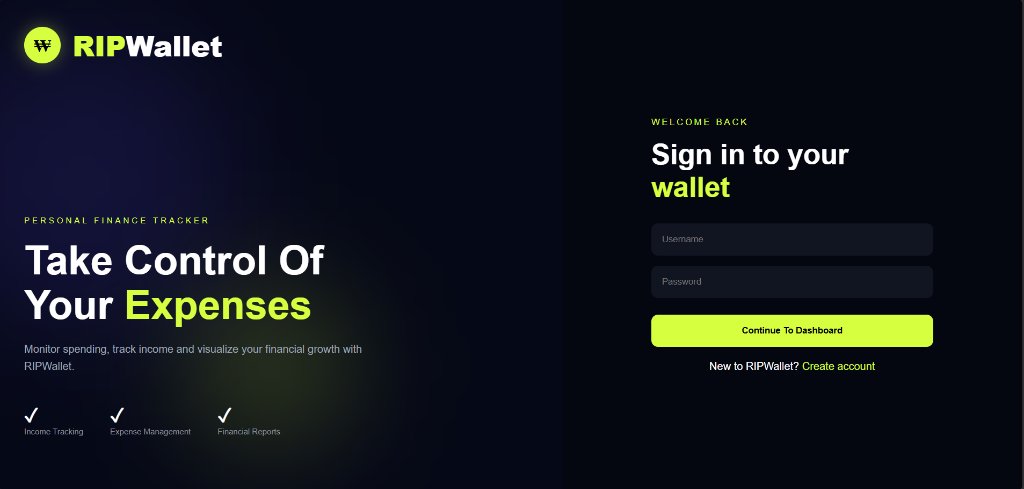 ₩ RIPWallet
PERSONAL FINANCE TRACKER
Take Control Of
Your Expenses
Monitor spending, track income and visualize your financial growth with
RIPWallet.
✓ ✓ ✓
Income Tracking Expense Management Financial Reports
WELCOME BACK
Sign in to your
wallet
Username
Password
Continue To Dashboard
New to RIPWallet? Create account